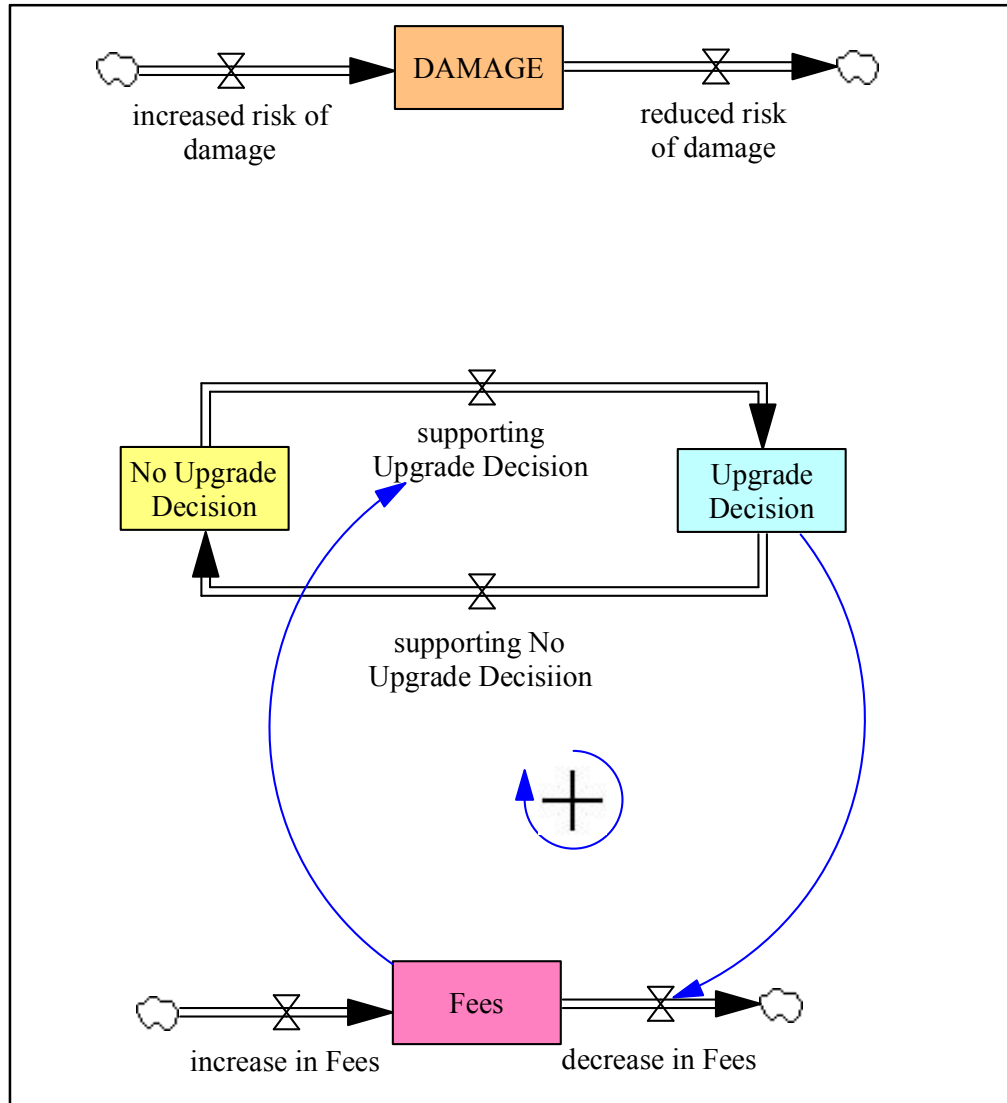 DAMAGE
increased risk of
damage
reduced risk
of damage
supporting
Upgrade Decision
No Upgrade
Decision
Upgrade
Decision
supporting No
Upgrade Decisiion
+
Fees
increase in Fees
decrease in Fees